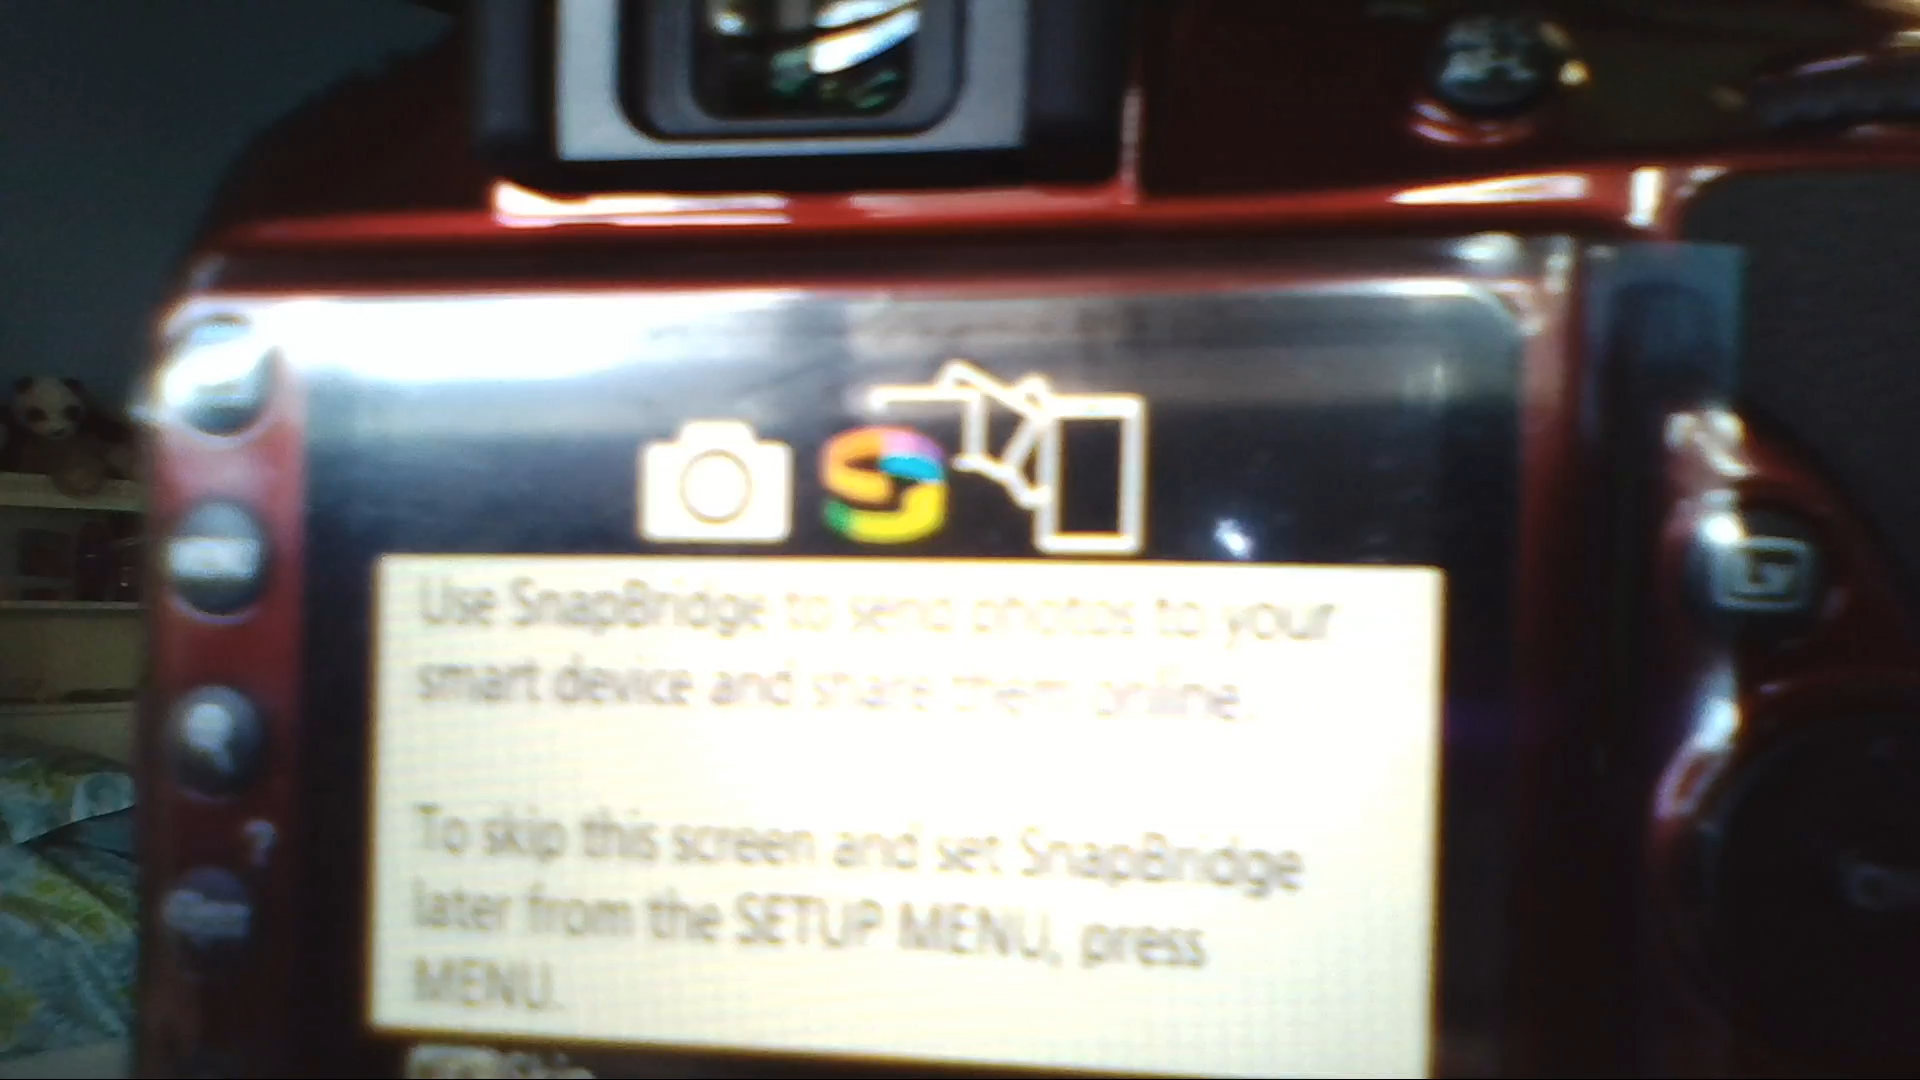 Use SnapBridge to send photos to your
smart device and share them online.
To skip this screen and set SnapBridge
later from the SETUP MENU, press
MENU.